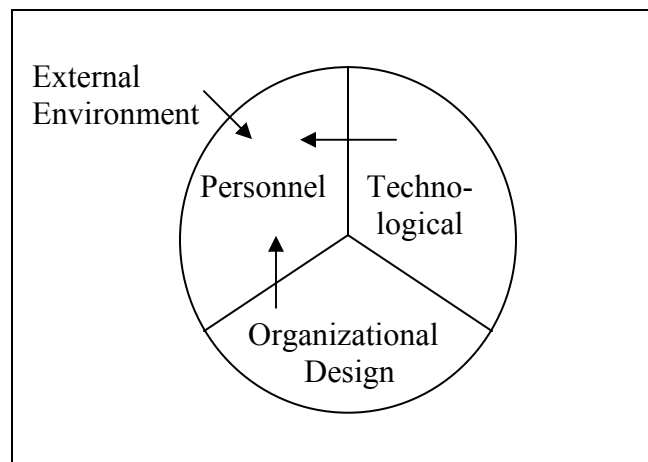 External
Environment
Personnel
Techno-
logical
Organizational
Design